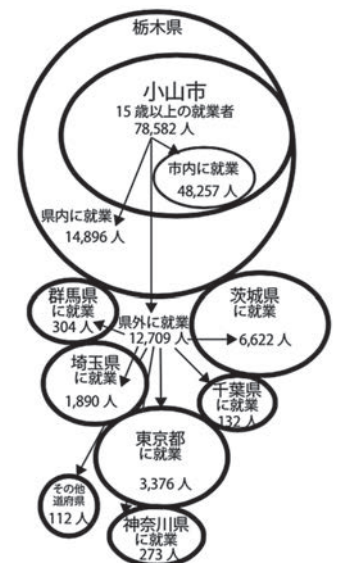 栃木県
小山市
15 歳以上の就業者
78,582 人
市内に就業
48,257 人
県内に就業
14,896 人
群馬県
に就業
304 人
県外に就業
12,709 人
茨城県
に就業
6,622 人
埼玉県
に就業
1,890 人
千葉県
に就業
132 人
東京都
に就業
3,376 人
その他
道府県
112 人
神奈川県
に就業
273 人